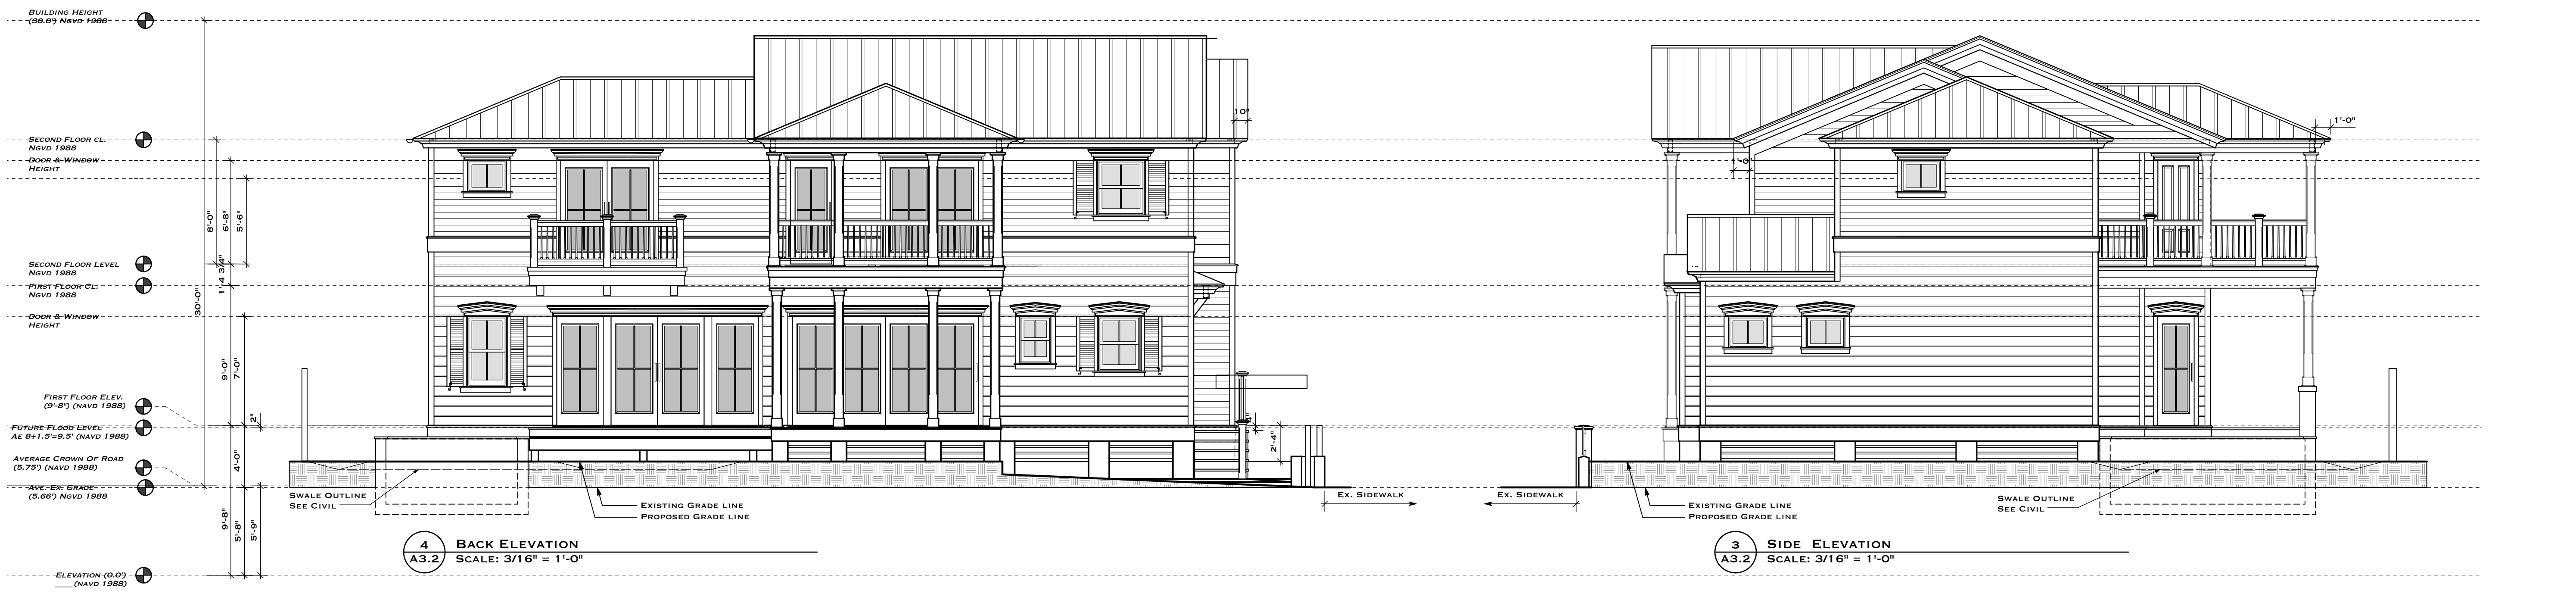 Building Height
(30.0') Ngvd 1988
Second Floor cl.
Ngvd 1988
Door & Window
Height
Second Floor Level
Ngvd 1988
First Floor Cl.
Ngvd 1988
Door & Window
Height
First Floor Elev.
(9'-8") (navd 1988)
Future Flood Level
Ae 8+1.5'=9.5' (navd 1988)
Average Crown Of Road
(5.75') (navd 1988)
Ave. Ex. Grade
(5.66') Ngvd 1988
Elevation (0.0')
____(navd 1988)
30'-0"
8'-0"
6'-8"
5'-6"
1'-4 3/4"
9'-0"
7'-0"
2"
4'-0"
9'-8"
5'-8"
5'-9"
10"
2'-4"
Swale Outline
See Civil
Existing Grade line
Proposed Grade line
Ex. Sidewalk
4
A3.2
Back Elevation
Scale: 3/16" = 1'-0"
1'-0"
1'-0"
Ex. Sidewalk
Existing Grade line
Proposed Grade line
Swale Outline
See Civil
3
A3.2
Side Elevation
Scale: 3/16" = 1'-0"